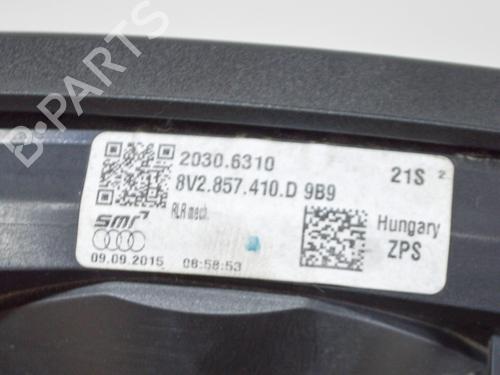 2030.6310
21S 2
8V2.857.410.D 9B9
RLR mech.
smr
Hungary
ZPS
09.09.2015 08:58:53
B-PARTS